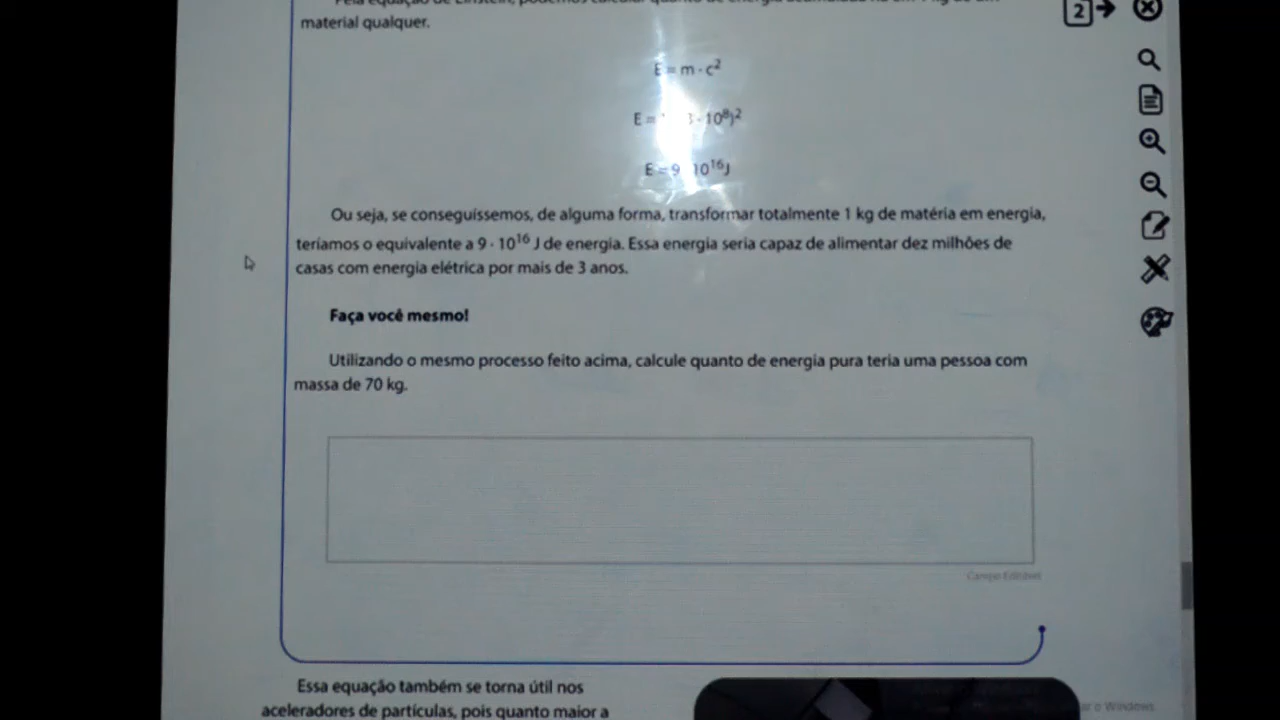 material qualquer.
2
E = m · c²
E = 10⁸)²
E = 9 10¹⁶J
Ou seja, se conseguíssemos, de alguma forma, transformar totalmente 1 kg de matéria em energia,
teríamos o equivalente a 9 · 10¹⁶ J de energia. Essa energia seria capaz de alimentar dez milhões de
casas com energia elétrica por mais de 3 anos.
Faça você mesmo!
Utilizando o mesmo processo feito acima, calcule quanto de energia pura teria uma pessoa com
massa de 70 kg.
Campo Editável
Essa equação também se torna útil nos
aceleradores de partículas, pois quanto maior a
o Windows.